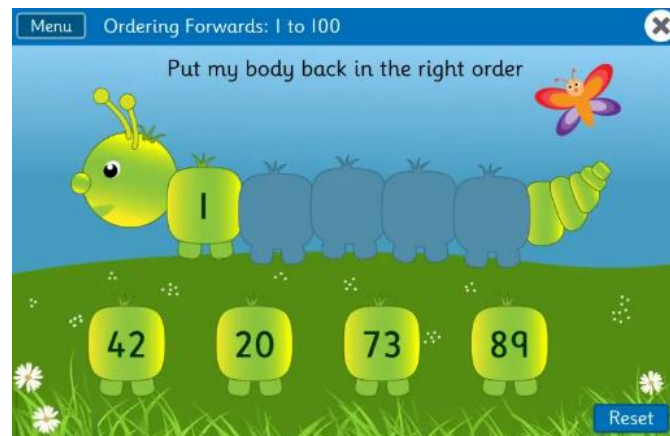 Menu Ordering Forwards: 1 to 100
Put my body back in the right order
1
42 20 73 89
Reset